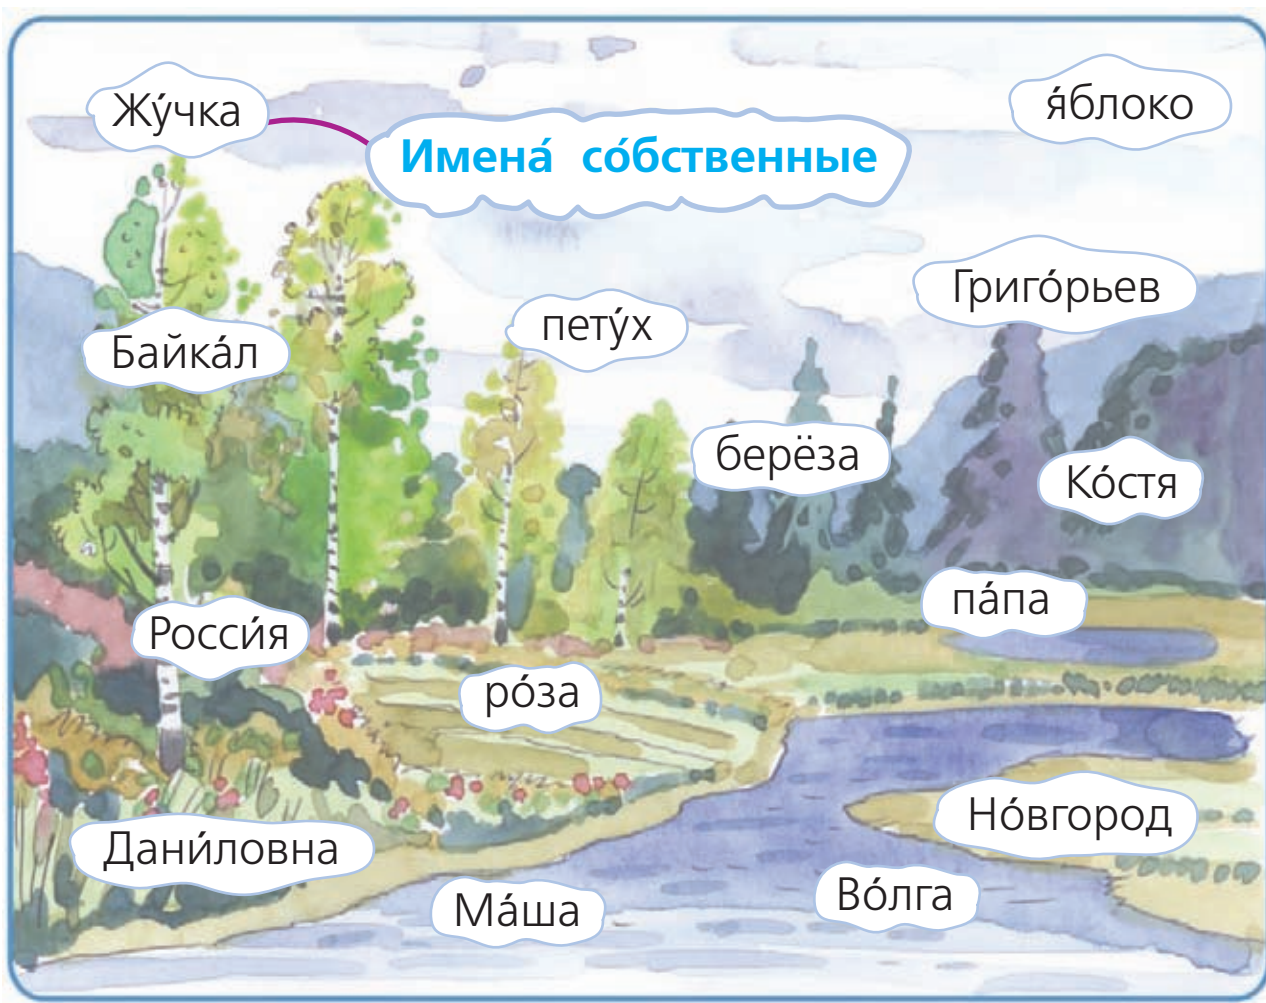 Жу́чка
я́блоко
Имена́ со́бственные
Григо́рьев
пету́х
Байка́л
берёза
Ко́стя
па́па
Росси́я
ро́за
Но́вгород
Дани́ловна
Во́лга
Ма́ша